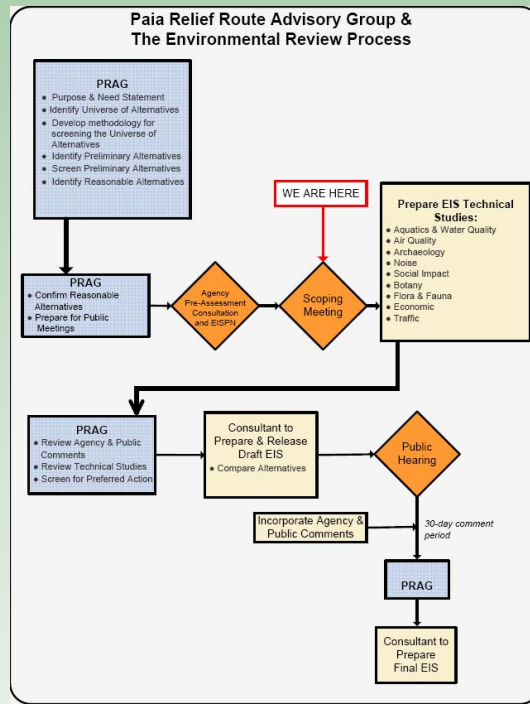 Paia Relief Route Advisory Group &
The Environmental Review Process
PRAG
• Purpose & Need Statement
• Identify Universe of Alternatives
• Develop methodology for
screening the Universe of
Alternatives
• Identify Preliminary Alternatives
• Screen Preliminary Alternatives
• Identify Reasonable Alternatives
WE ARE HERE
Prepare EIS Technical
Studies:
• Aquatics & Water Quality
• Air Quality
• Archaeology
• Noise
• Social Impact
• Botany
• Flora & Fauna
• Economic
• Traffic
PRAG
• Confirm Reasonable
Alternatives
• Prepare for Public
Meetings
Agency
Pre-Assessment
Consultation
and EISPN
Scoping
Meeting
PRAG
• Review Agency & Public
Comments
• Review Technical Studies
• Screen for Preferred Action
Consultant to
Prepare & Release
Draft EIS
• Compare Alternatives
Public
Hearing
Incorporate Agency &
Public Comments
30-day comment
period
PRAG
Consultant to
Prepare
Final EIS